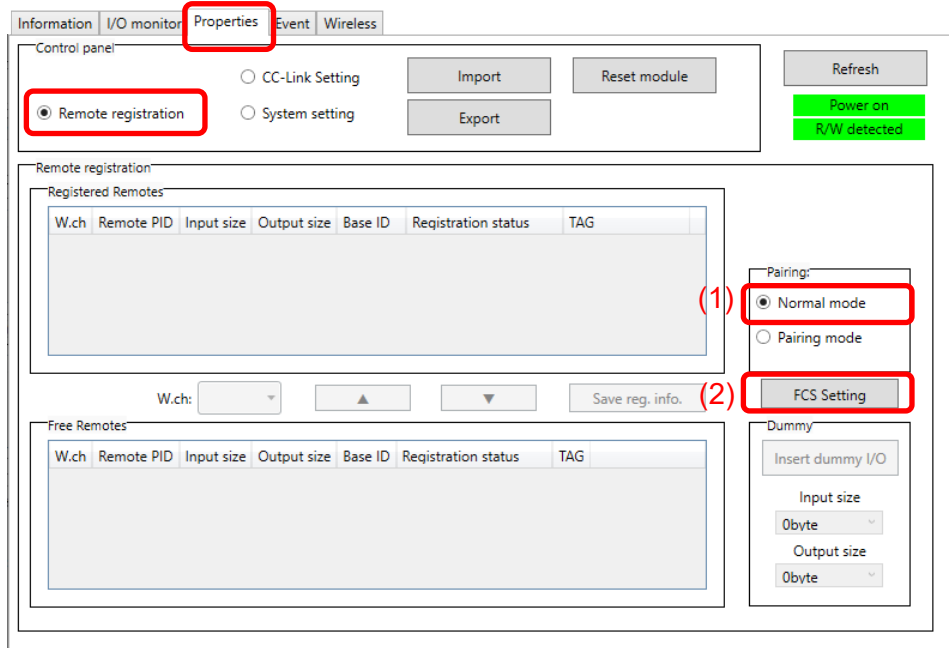 Information I/O monitor Properties Event Wireless
Control panel
CC-Link Setting Import Reset module Refresh
Remote registration System setting Export Power on
R/W detected
Remote registration
Registered Remotes
W.ch Remote PID Input size Output size Base ID Registration status TAG
Pairing:
(1) Normal mode
Pairing mode
W.ch: ▲ ▼ Save reg. info. (2) FCS Setting
Free Remotes Dummy
W.ch Remote PID Input size Output size Base ID Registration status TAG Insert dummy I/O
Input size
0byte
Output size
0byte